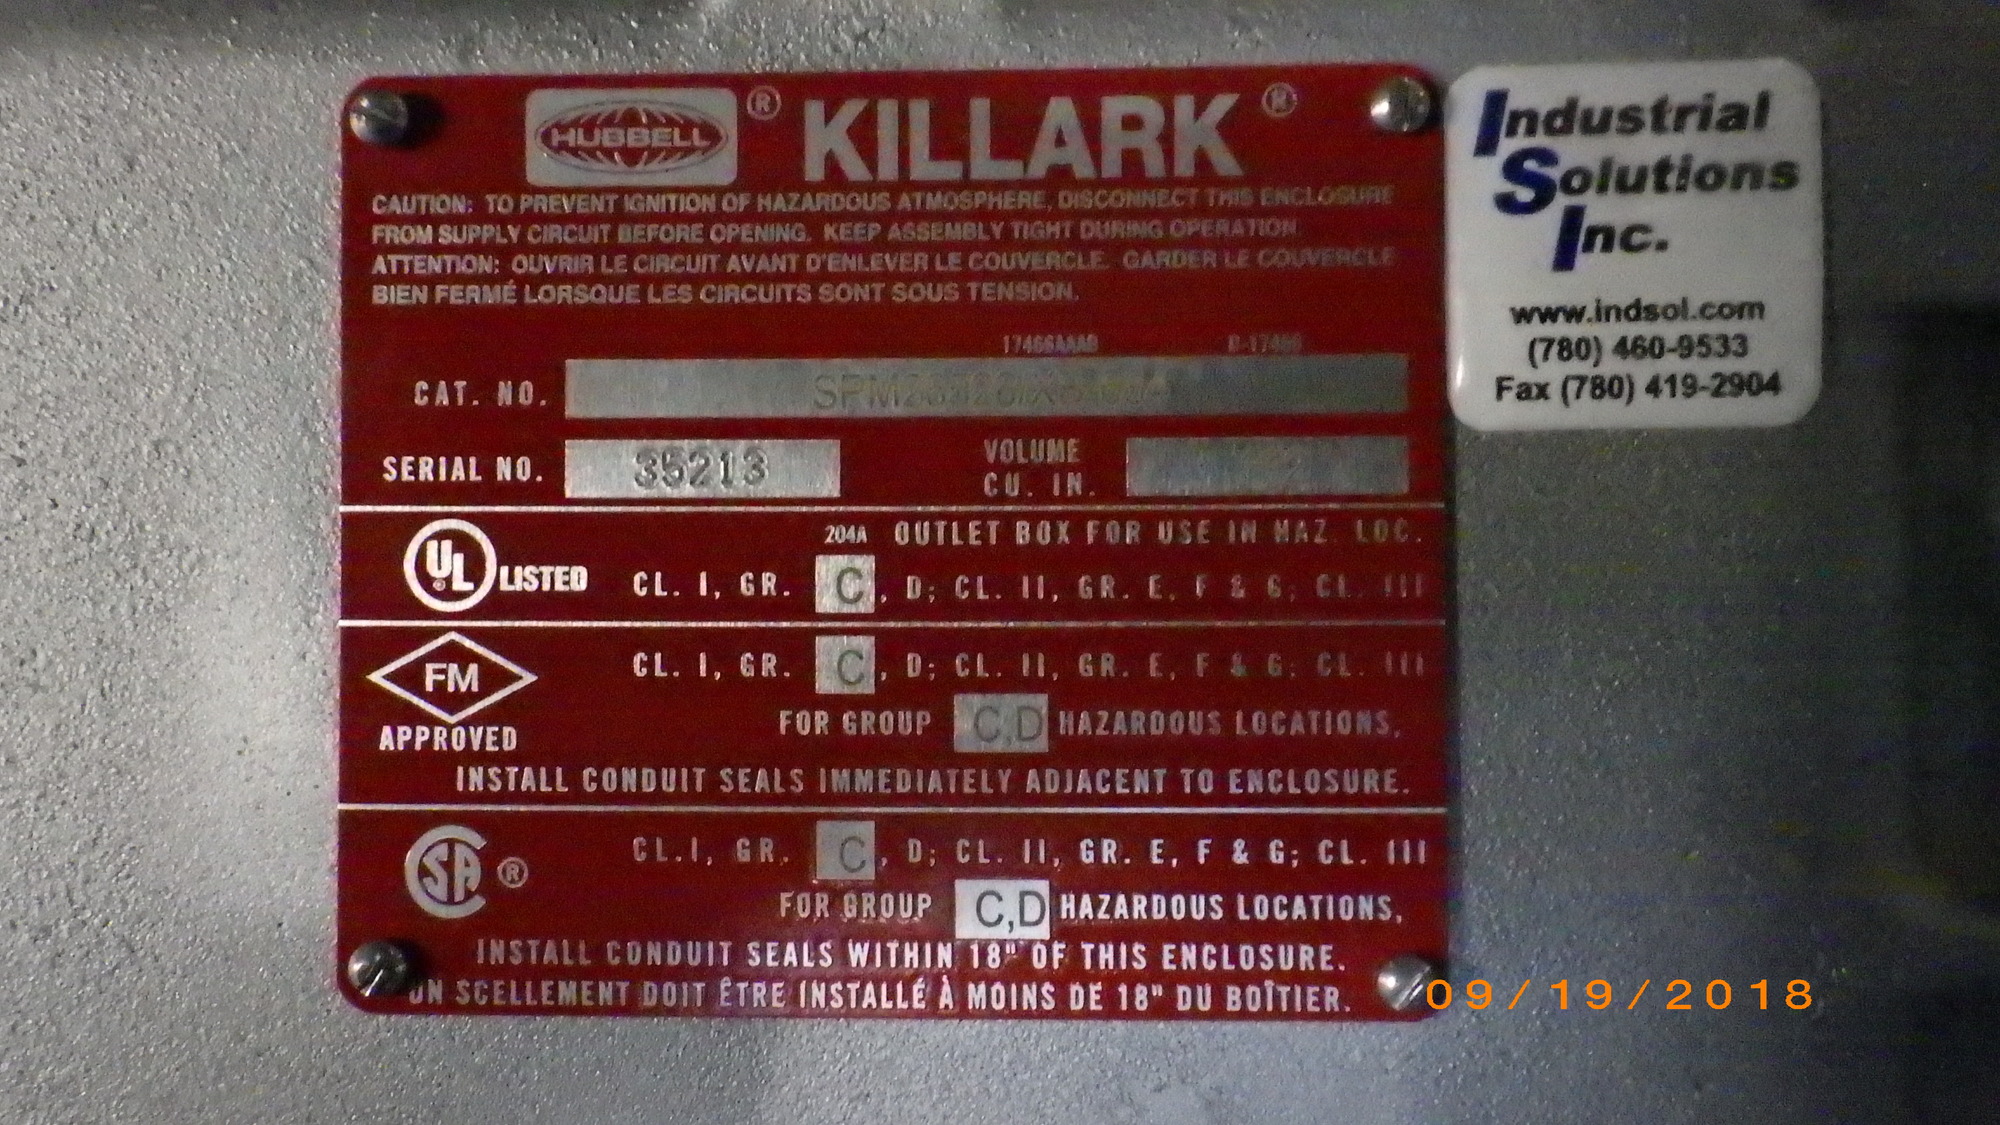 HUBBELL ® KILLARK ®
CAUTION: TO PREVENT IGNITION OF HAZARDOUS ATMOSPHERE, DISCONNECT THIS ENCLOSURE
FROM SUPPLY CIRCUIT BEFORE OPENING. KEEP ASSEMBLY TIGHT DURING OPERATION.
ATTENTION: OUVRIR LE CIRCUIT AVANT D'ENLEVER LE COUVERCLE. GARDER LE COUVERCLE
BIEN FERMÉ LORSQUE LES CIRCUITS SONT SOUS TENSION.
CAT. NO.
SERIAL NO. 35213
VOLUME
CU. IN.
204A OUTLET BOX FOR USE IN HAZ. LOC.
UL LISTED CL. I, GR. C, D; CL. II, GR. E, F & G; CL. III
FM
APPROVED
CL. I, GR. C, D; CL. II, GR. E, F & G; CL. III
FOR GROUP C,D HAZARDOUS LOCATIONS,
INSTALL CONDUIT SEALS IMMEDIATELY ADJACENT TO ENCLOSURE.
CSA ® CL.I, GR. C, D; CL. II, GR. E, F & G; CL. III
FOR GROUP C,D HAZARDOUS LOCATIONS,
INSTALL CONDUIT SEALS WITHIN 18" OF THIS ENCLOSURE.
UN SCELLEMENT DOIT ÊTRE INSTALLÉ À MOINS DE 18" DU BOÎTIER.
Industrial
Solutions
Inc.
www.indsol.com
(780) 460-9533
Fax (780) 419-2904
09/19/2018